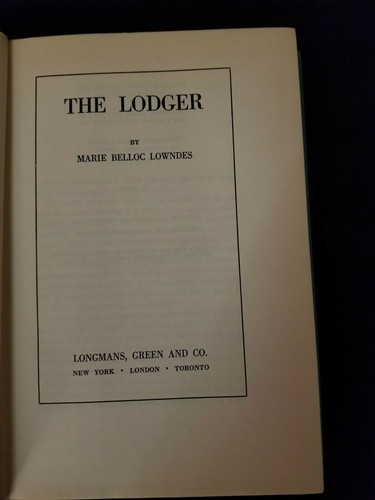 THE LODGER
BY
MARIE BELLOC LOWNDES
LONGMANS, GREEN AND CO.
NEW YORK • LONDON • TORONTO